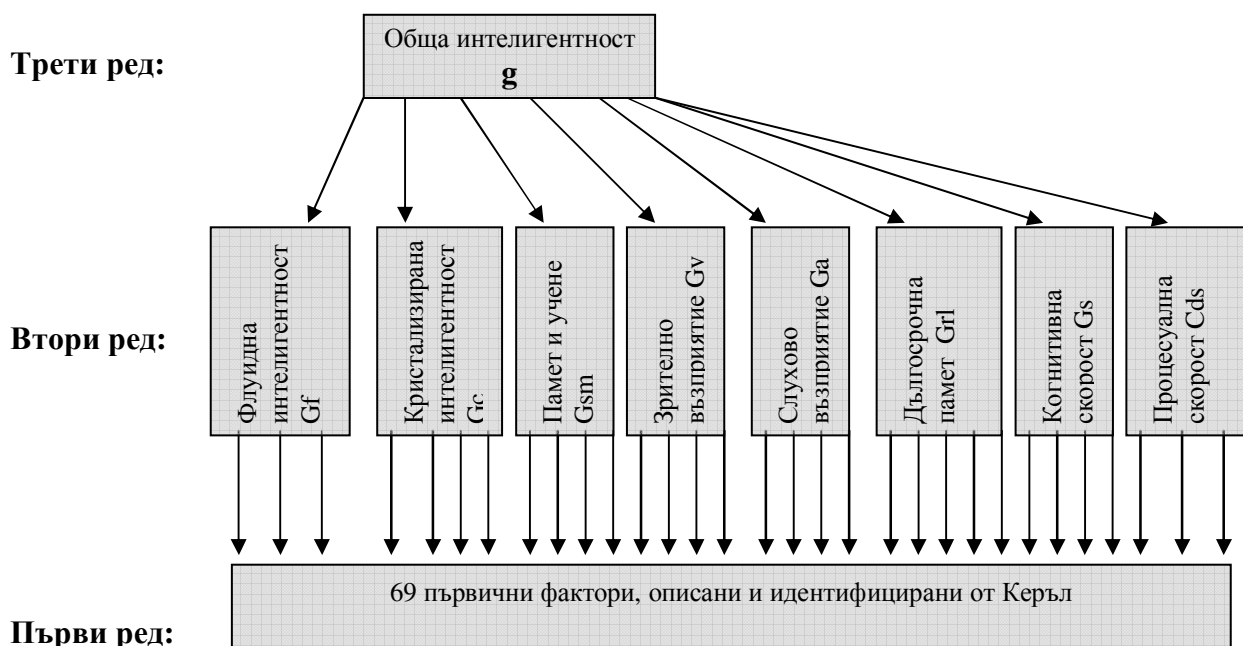 Трети ред:
Обща интелигентност
g
Втори ред:
Флуидна
интелигентност
Gf
Кристализирана
интелигентност
Gc
Памет и учене
Gsm
Зрително
възприятие Gv
Слухово
възприятие Ga
Дългосрочна
памет Grl
Когнитивна
скорост Gs
Процесуална
скорост Cds
69 първични фактори, описани и идентифицирани от Керъл
Първи ред: